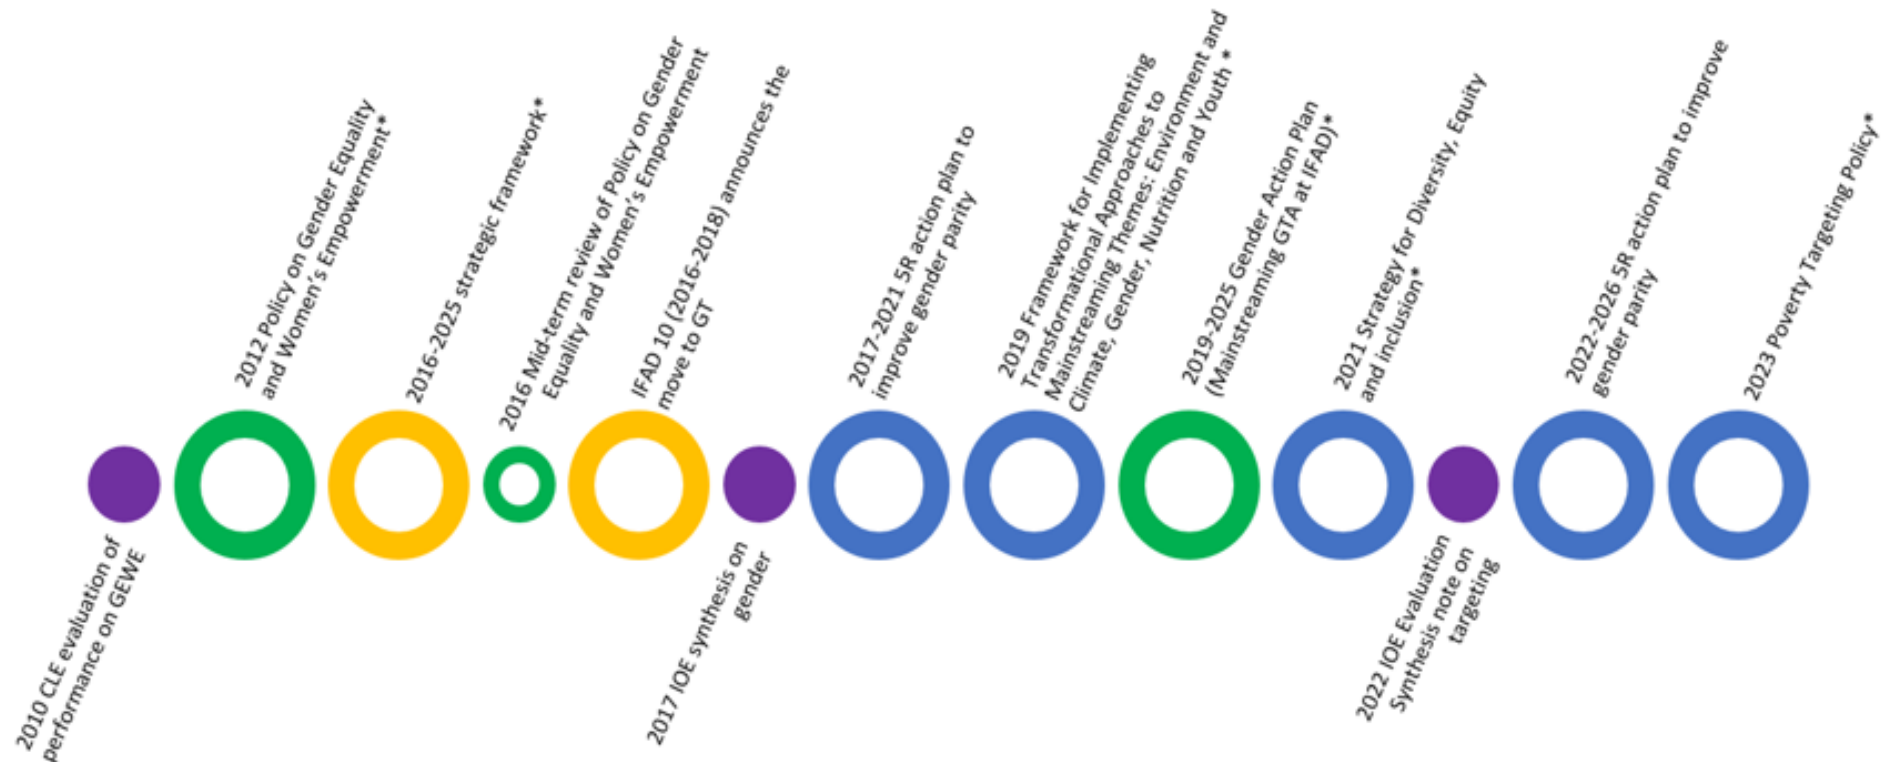 2010 CLE evaluation of
performance on GEWE
2012 Policy on Gender Equality
and Women's Empowerment*
2016-2025 strategic framework*
2016 Mid-term review of Policy on Gender
Equality and Women's Empowerment
IFAD 10 (2016-2018) announces the
move to GT
2017 IOE synthesis on
gender
2017-2021 5R action plan to
improve gender parity
2019 Framework for Implementing
Transformational Approaches to
Mainstreaming Themes: Environment and
Climate, Gender, Nutrition and Youth *
2019-2025 Gender Action Plan
(Mainstreaming GTA at IFAD)*
2021 Strategy for Diversity, Equity
and inclusion*
2022 IOE Evaluation
Synthesis note on
targeting
2022-2026 5R action plan to improve
gender parity
2023 Poverty Targeting Policy*